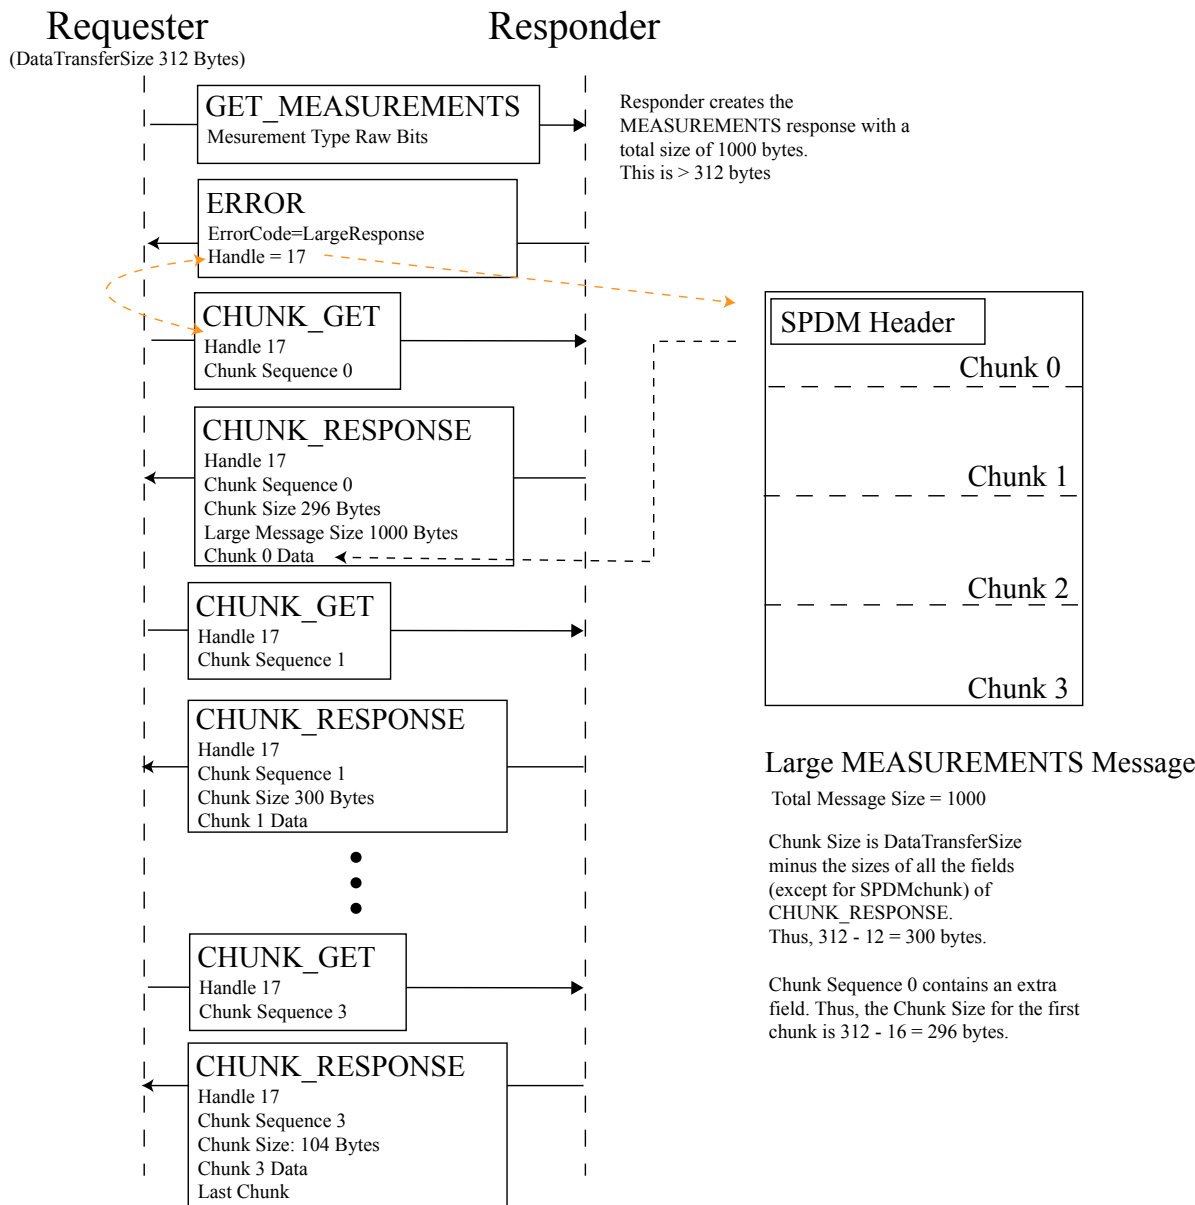 Requester
(DataTransferSize 312 Bytes)
Responder
GET_MEASUREMENTS
Mesurement Type Raw Bits
Responder creates the
MEASUREMENTS response with a
total size of 1000 bytes.
This is > 312 bytes
ERROR
ErrorCode=LargeResponse
Handle = 17
CHUNK_GET
Handle 17
Chunk Sequence 0
CHUNK_RESPONSE
Handle 17
Chunk Sequence 0
Chunk Size 296 Bytes
Large Message Size 1000 Bytes
Chunk 0 Data
CHUNK_GET
Handle 17
Chunk Sequence 1
CHUNK_RESPONSE
Handle 17
Chunk Sequence 1
Chunk Size 300 Bytes
Chunk 1 Data
CHUNK_GET
Handle 17
Chunk Sequence 3
CHUNK_RESPONSE
Handle 17
Chunk Sequence 3
Chunk Size: 104 Bytes
Chunk 3 Data
Last Chunk
SPDM Header
Chunk 0
Chunk 1
Chunk 2
Chunk 3
Large MEASUREMENTS Message
Total Message Size = 1000
Chunk Size is DataTransferSize
minus the sizes of all the fields
(except for SPDMchunk) of
CHUNK_RESPONSE.
Thus, 312 - 12 = 300 bytes.
Chunk Sequence 0 contains an extra
field. Thus, the Chunk Size for the first
chunk is 312 - 16 = 296 bytes.